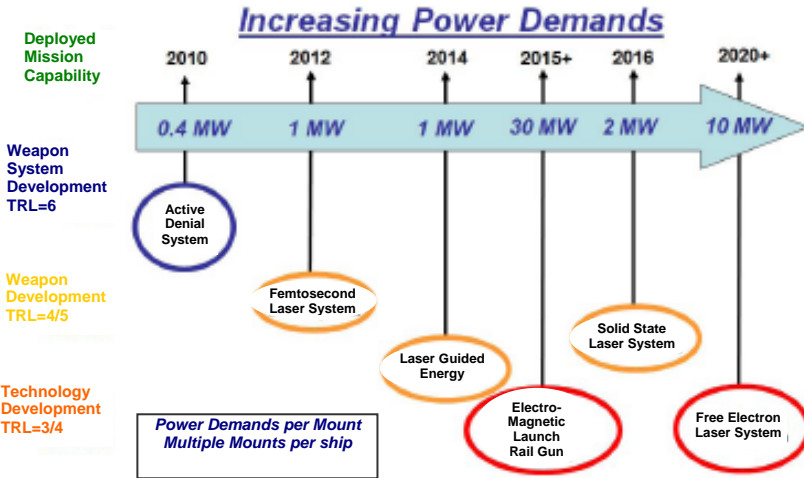 Increasing Power Demands
Deployed
Mission
Capability
2010 2012 2014 2015+ 2016 2020+
0.4 MW 1 MW 1 MW 30 MW 2 MW 10 MW
Weapon
System
Development
TRL=6
Active
Denial
System
Weapon
Development
TRL=4/5
Femtosecond
Laser System
Solid State
Laser System
Laser Guided
Energy
Technology
Development
TRL=3/4
Electro-
Magnetic
Launch
Rail Gun
Free Electron
Laser System
Power Demands per Mount
Multiple Mounts per ship